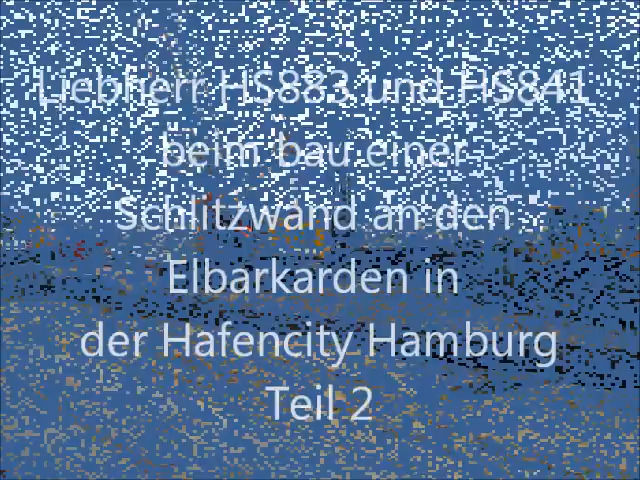 Liebherr HS883 und HS841
beim bau einer
Schlitzwand an den
Elbarkarden in
der Hafencity Hamburg
Teil 2